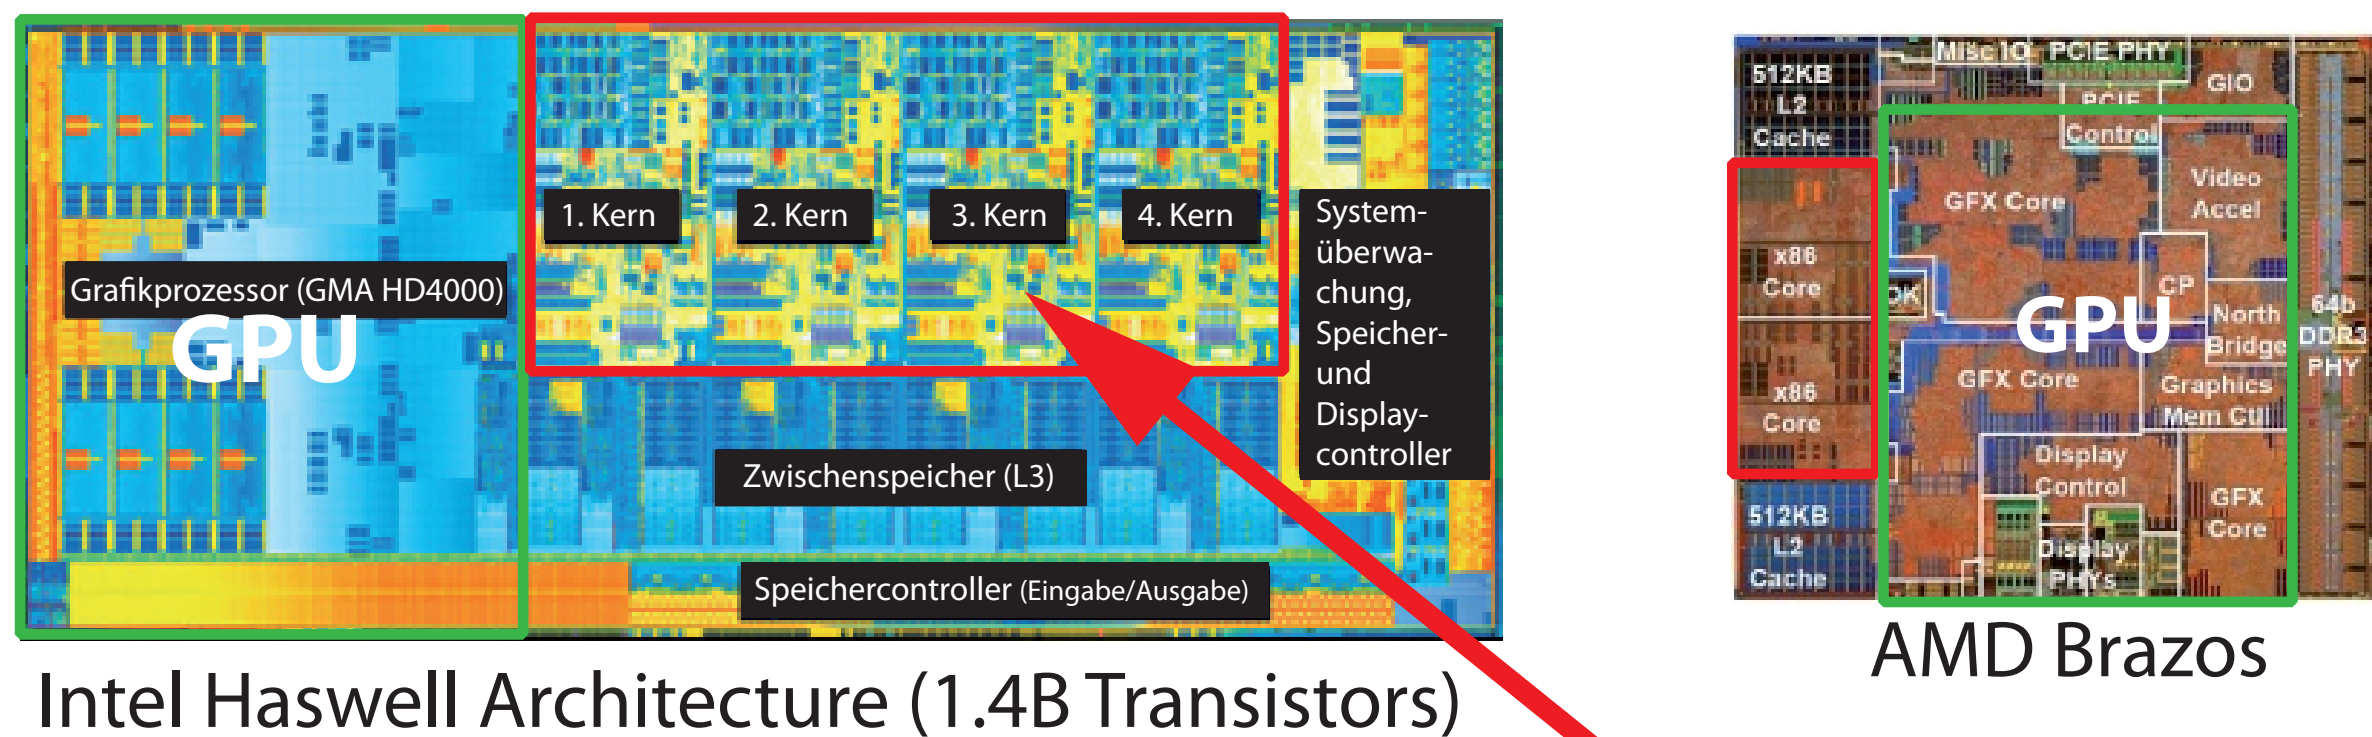 1. Kern
2. Kern
3. Kern
4. Kern
Grafikprozessor (GMA HD4000)
GPU
System-
überwa-
chung,
Speicher-
und
Display-
controller
Zwischenspeicher (L3)
Speichercontroller (Eingabe/Ausgabe)
Intel Haswell Architecture (1.4B Transistors)
Misc IO
PCIE PHY
512KB
L2
Cache
GIO
PCIE
Control
Video
Accel
GFX Core
x86
Core
CP
GPU
North
Bridge
64b
DDR3
PHY
x86
Core
GFX Core
Graphics
Mem Ctl
Display
Control
GFX
Core
512KB
L2
Cache
Display
PHYs
AMD Brazos